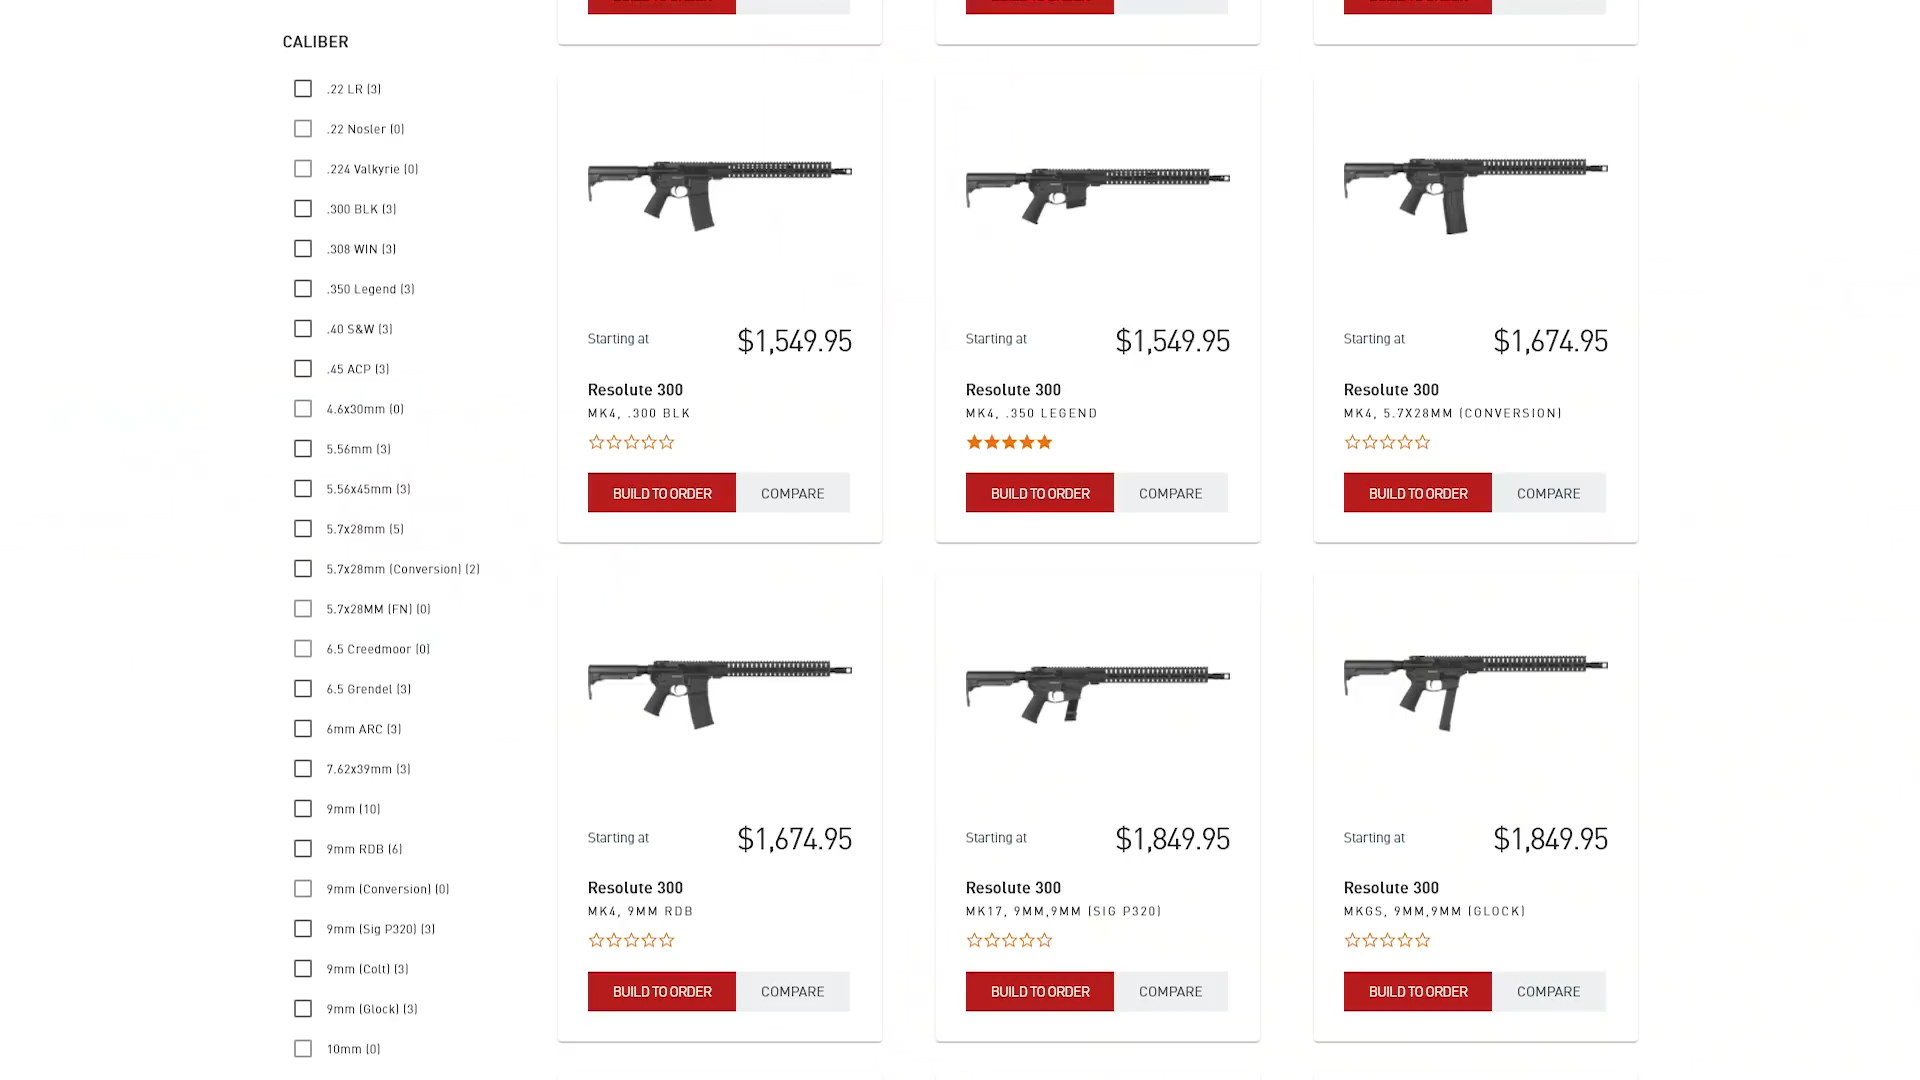 CALIBER
.22 LR (3)
.22 Nosler (0)
.224 Valkyrie (0)
.300 BLK (3)
.308 WIN (3)
.350 Legend (3)
.40 S&W (3)
.45 ACP (3)
4.6x30mm (0)
5.56mm (3)
5.56x45mm (3)
5.7x28mm (5)
5.7x28mm (Conversion) (2)
5.7x28MM (FN) (0)
6.5 Creedmoor (0)
6.5 Grendel (3)
6mm ARC (3)
7.62x39mm (3)
9mm (10)
9mm RDB (6)
9mm (Conversion) (0)
9mm (Sig P320) (3)
9mm (Colt) (3)
9mm (Glock) (3)
10mm (0)
Starting at $1,549.95
Resolute 300
MK4, .300 BLK
BUILD TO ORDER COMPARE
Starting at $1,549.95
Resolute 300
MK4, .350 LEGEND
BUILD TO ORDER COMPARE
Starting at $1,674.95
Resolute 300
MK4, 5.7X28MM (CONVERSION)
BUILD TO ORDER COMPARE
Starting at $1,674.95
Resolute 300
MK4, 9MM RDB
BUILD TO ORDER COMPARE
Starting at $1,849.95
Resolute 300
MK17, 9MM,9MM (SIG P320)
BUILD TO ORDER COMPARE
Starting at $1,849.95
Resolute 300
MKGS, 9MM,9MM (GLOCK)
BUILD TO ORDER COMPARE